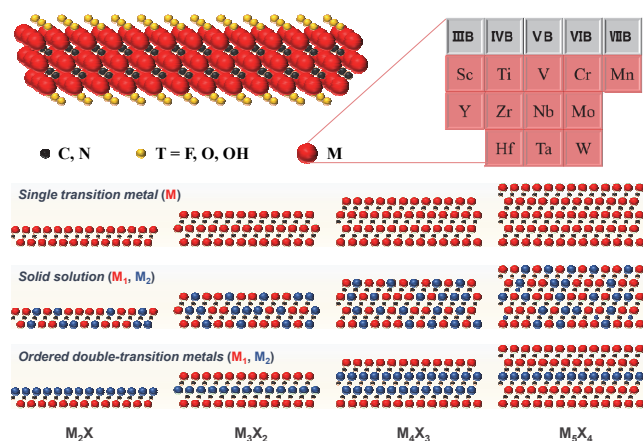 ⅢB ⅣB ⅤB ⅥB ⅦB
Sc Ti V Cr Mn
Y Zr Nb Mo
Hf Ta W
C, N T = F, O, OH M
Single transition metal (M)
Solid solution (M₁, M₂)
Ordered double-transition metals (M₁, M₂)
M₂X M₃X₂ M₄X₃ M₅X₄